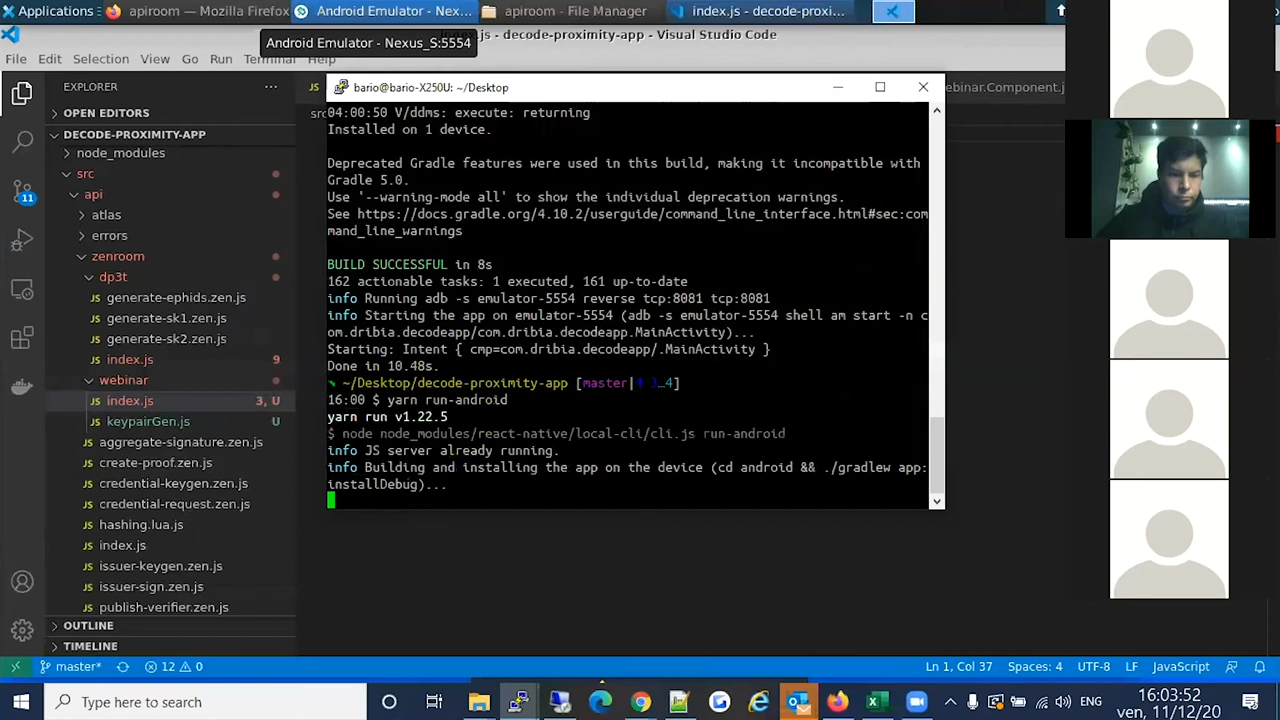 Applications
apiroom — Mozilla Firefox
Android Emulator - Nex...
apiroom - File Manager
index.js - decode-proxi...
index.js - decode-proximity-app - Visual Studio Code
Android Emulator - Nexus_S:5554
File Edit Selection View Go Run Terminal Help
EXPLORER
OPEN EDITORS
DECODE-PROXIMITY-APP
node_modules
src
api
atlas
errors
zenroom
dp3t
generate-ephids.zen.js
generate-sk1.zen.js
generate-sk2.zen.js
index.js 9
webinar
index.js 3, U
keypairGen.js U
aggregate-signature.zen.js
create-proof.zen.js
credential-keygen.zen.js
credential-request.zen.js
hashing.lua.js
index.js
issuer-keygen.zen.js
issuer-sign.zen.js
publish-verifier.zen.js
OUTLINE
TIMELINE
11
JS
src
ebinar.Component.j
bario@bario-X250U: ~/Desktop
04:00:50 V/ddms: execute: returning
Installed on 1 device.
Deprecated Gradle features were used in this build, making it incompatible with
Gradle 5.0.
Use '--warning-mode all' to show the individual deprecation warnings.
See https://docs.gradle.org/4.10.2/userguide/command_line_interface.html#sec:com
mand_line_warnings
BUILD SUCCESSFUL in 8s
162 actionable tasks: 1 executed, 161 up-to-date
info Running adb -s emulator-5554 reverse tcp:8081 tcp:8081
info Starting the app on emulator-5554 (adb -s emulator-5554 shell am start -n c
om.dribia.decodeapp/com.dribia.decodeapp.MainActivity)...
Starting: Intent { cmp=com.dribia.decodeapp/.MainActivity }
Done in 10.48s.
~/Desktop/decode-proximity-app [master| 3…4]
16:00 $ yarn run-android
yarn run v1.22.5
$ node node_modules/react-native/local-cli/cli.js run-android
info JS server already running.
info Building and installing the app on the device (cd android && ./gradlew app:
installDebug)...
master* 12 0
Ln 1, Col 37 Spaces: 4 UTF-8 LF JavaScript
Type here to search
ENG
16:03:52
ven, 11/12/20